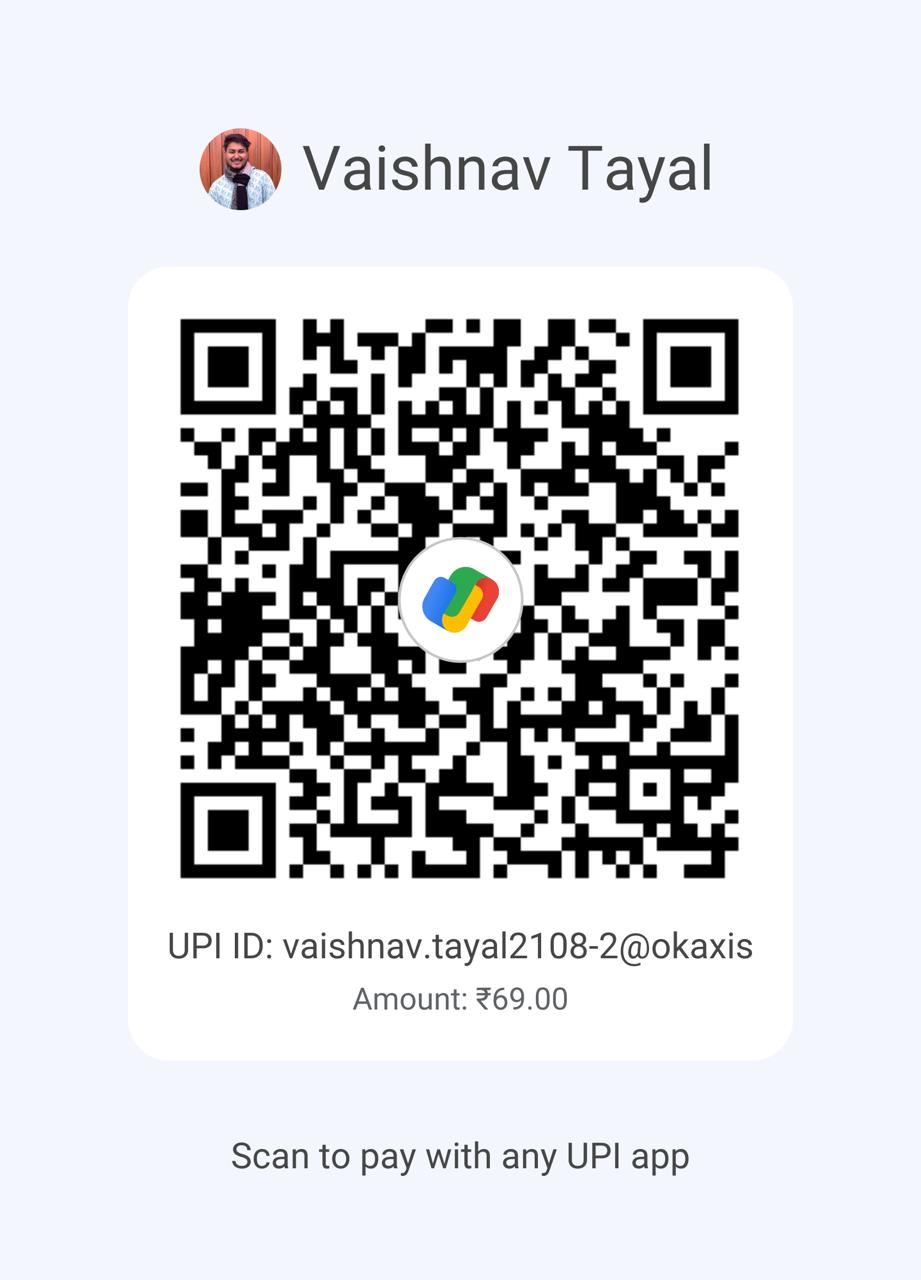 Vaishnav Tayal
UPI ID: vaishnav.tayal2108-2@okaxis
Amount: ₹69.00
Scan to pay with any UPI app